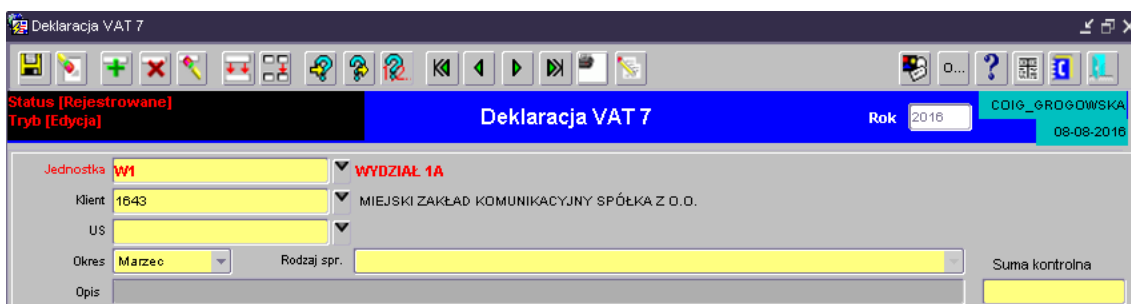 Deklaracja VAT 7
O...
Status [Rejestrowane]
Tryb [Edycja]
Deklaracja VAT 7
Rok 2016
COIG_GROGOWSKA
08-08-2016
Jednostka W1 WYDZIAŁ 1A
Klient 1643 MIEJSKI ZAKŁAD KOMUNIKACYJNY SPÓŁKA Z O.O.
US
Okres Marzec Rodzaj spr. Suma kontrolna
Opis